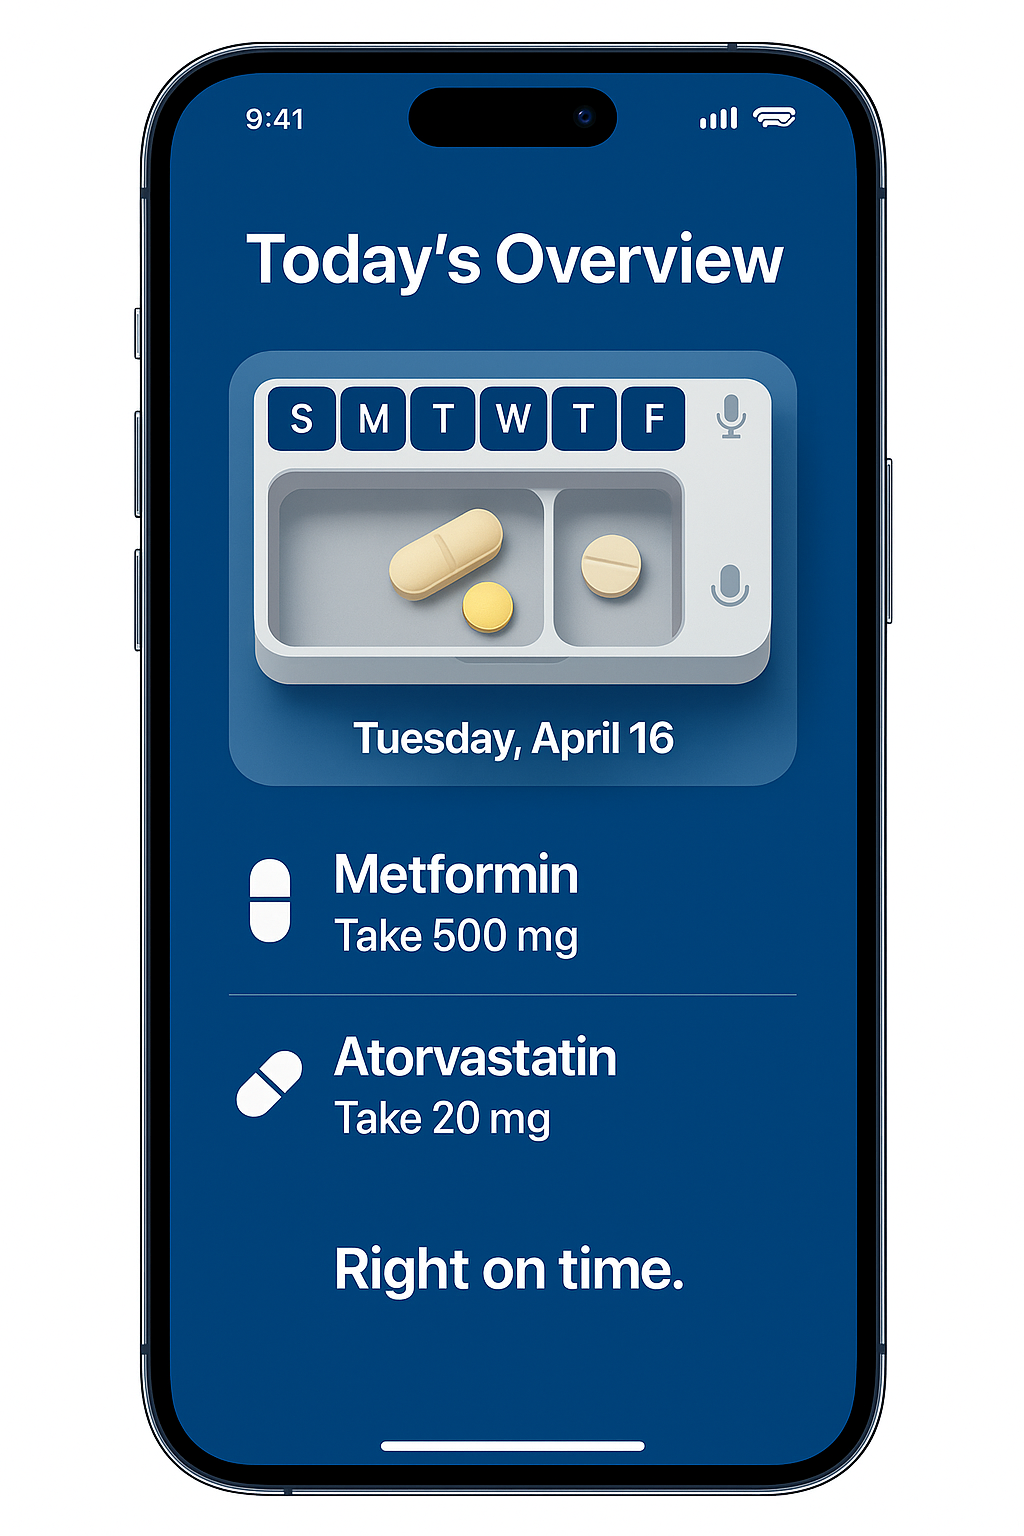 9:41
Today's Overview
S M T W T F
Tuesday, April 16
Metformin
Take 500 mg
Atorvastatin
Take 20 mg
Right on time.